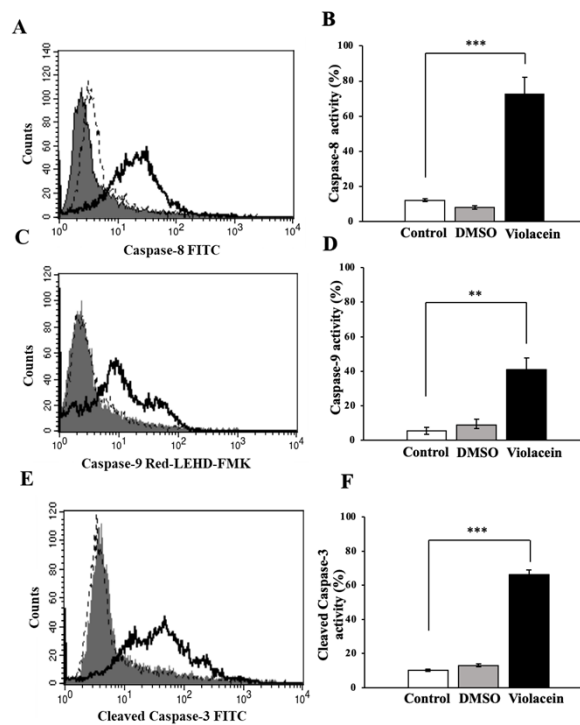 A
Counts
0 20 40 60 80 100 120 140
10⁰ 10¹ 10² 10³ 10⁴
Caspase-8 FITC
B
Caspase-8 activity (%)
100
80
60
40
20
0
***
Control DMSO Violacein
C
Counts
0 20 40 60 80 100 120
10⁰ 10¹ 10² 10³ 10⁴
Caspase-9 Red-LEHD-FMK
D
Caspase-9 activity (%)
100
80
60
40
20
0
**
Control DMSO Violacein
E
Counts
0 20 40 60 80 100 120
10⁰ 10¹ 10² 10³ 10⁴
Cleaved Caspase-3 FITC
F
Cleaved Caspase-3
activity (%)
100
80
60
40
20
0
***
Control DMSO Violacein